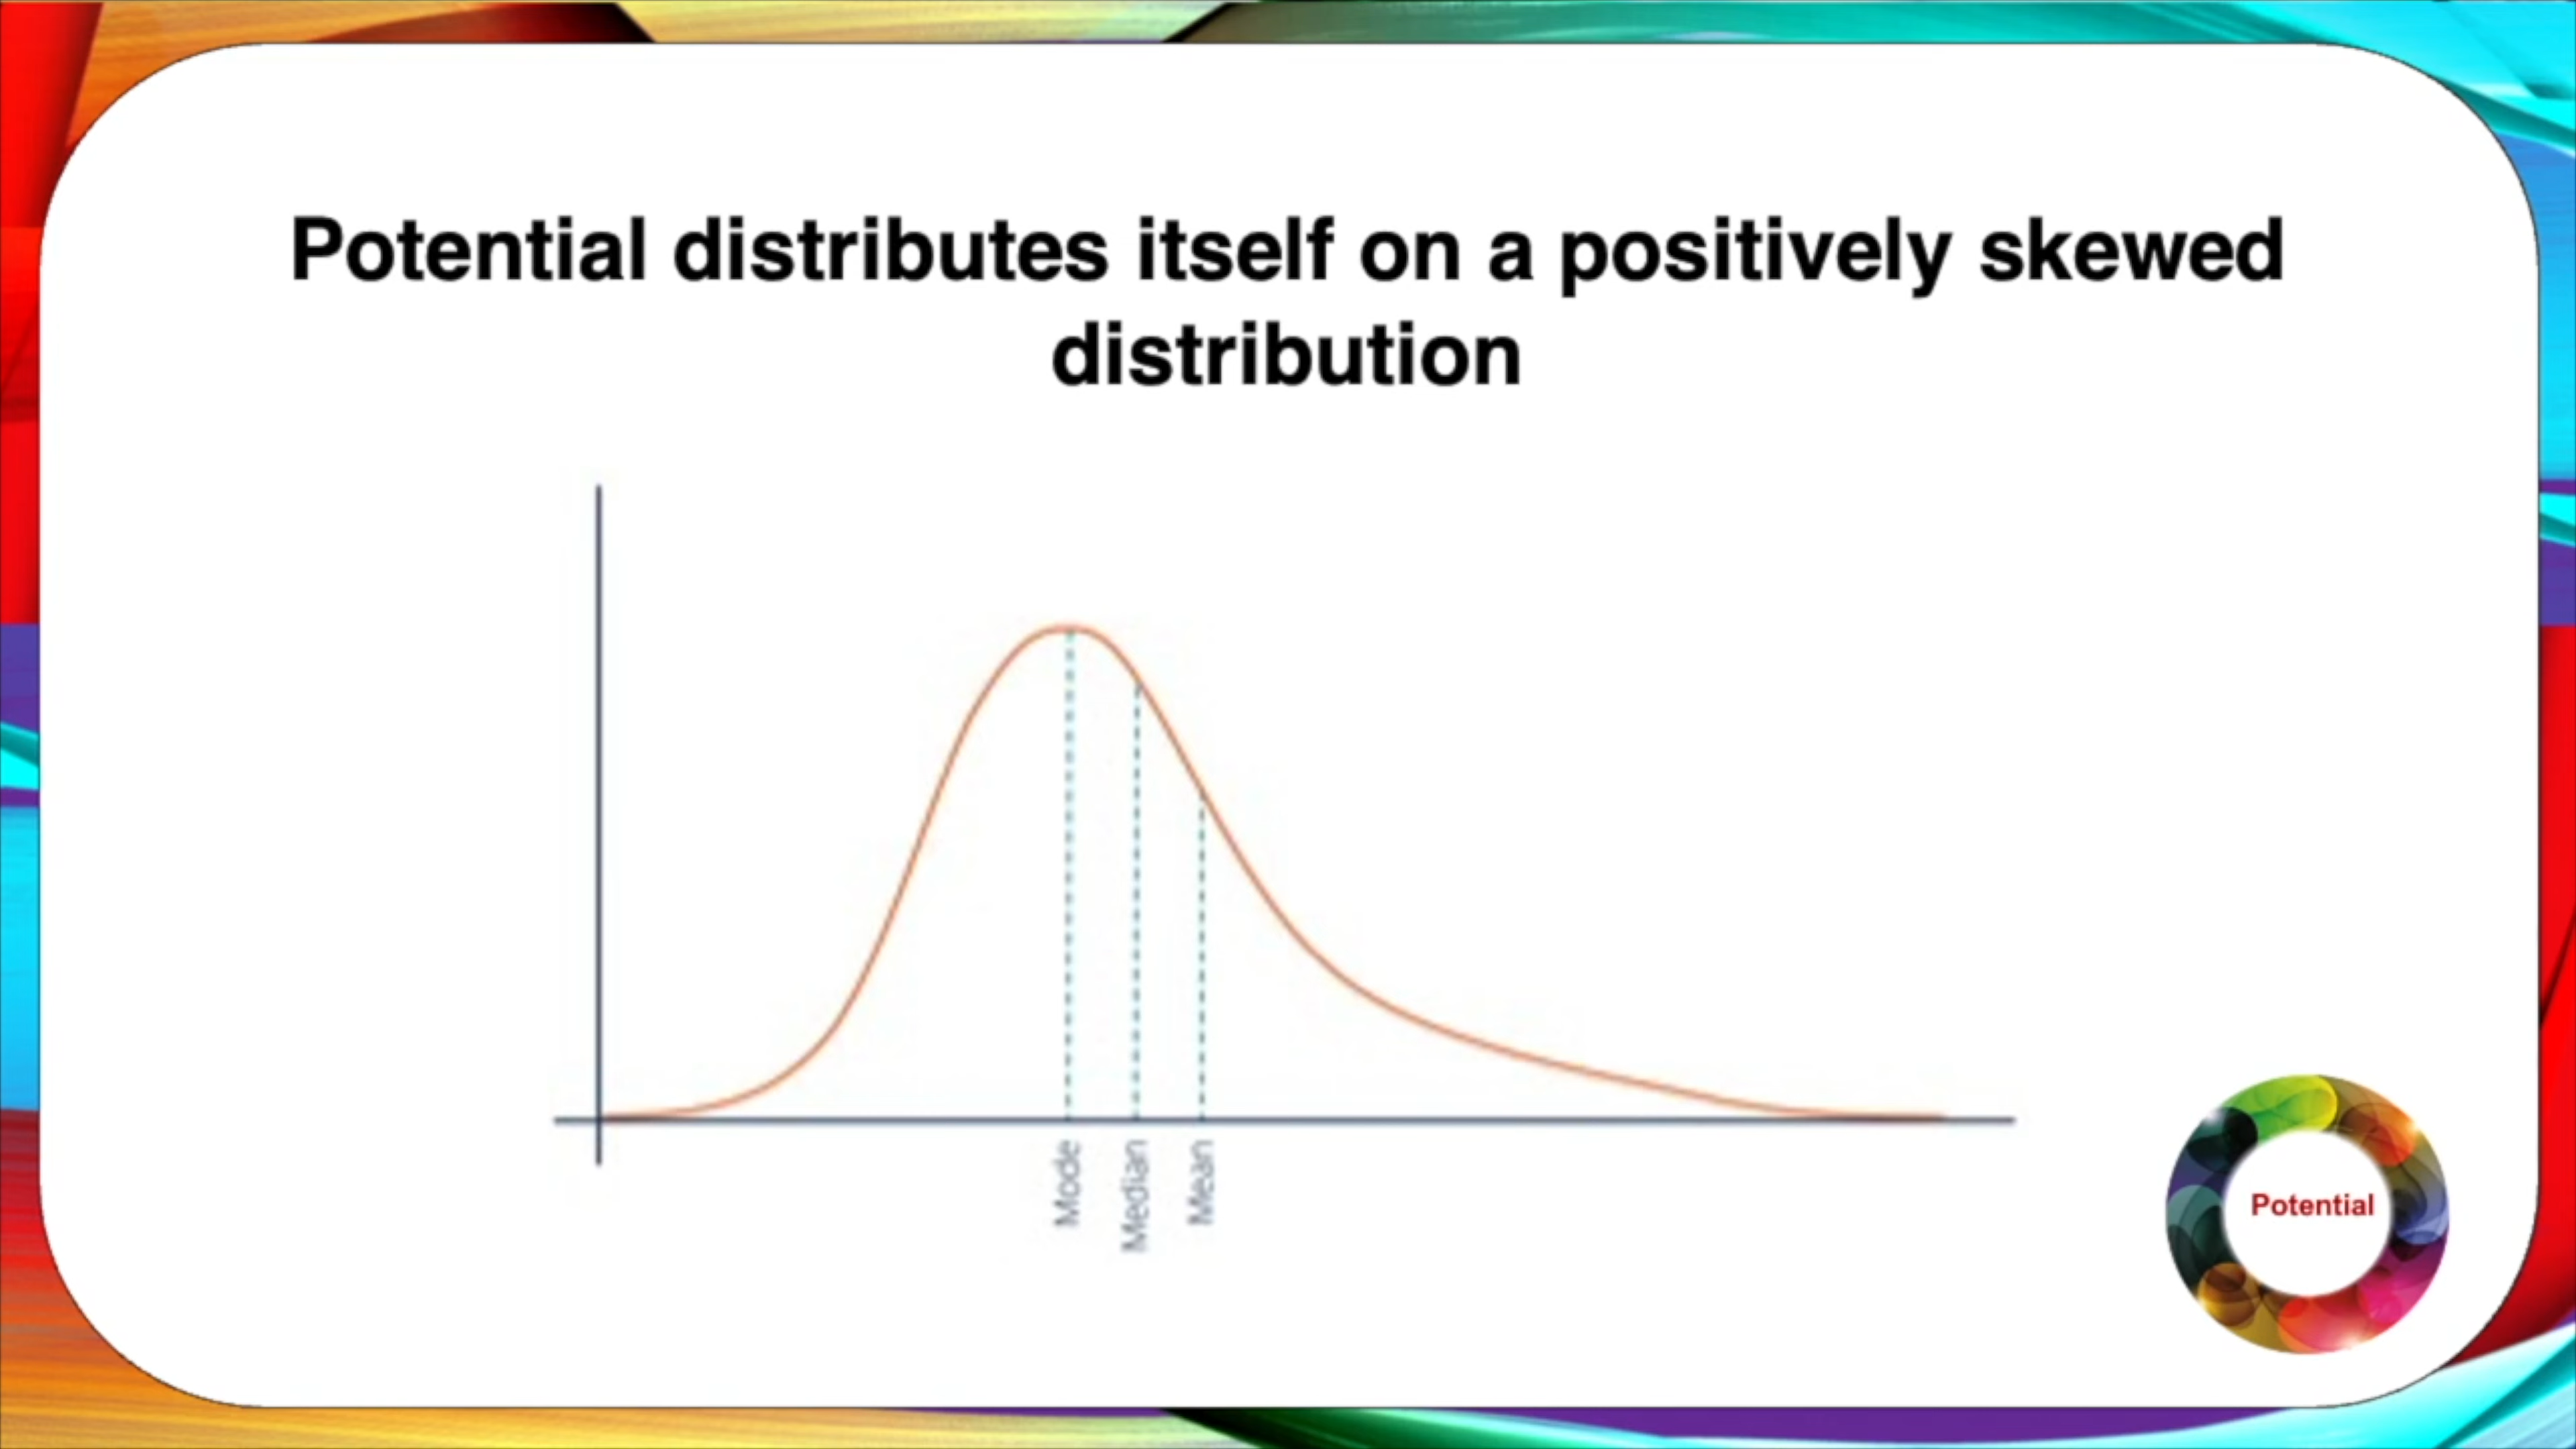 Potential distributes itself on a positively skewed
distribution
Mode
Median
Mean
Potential